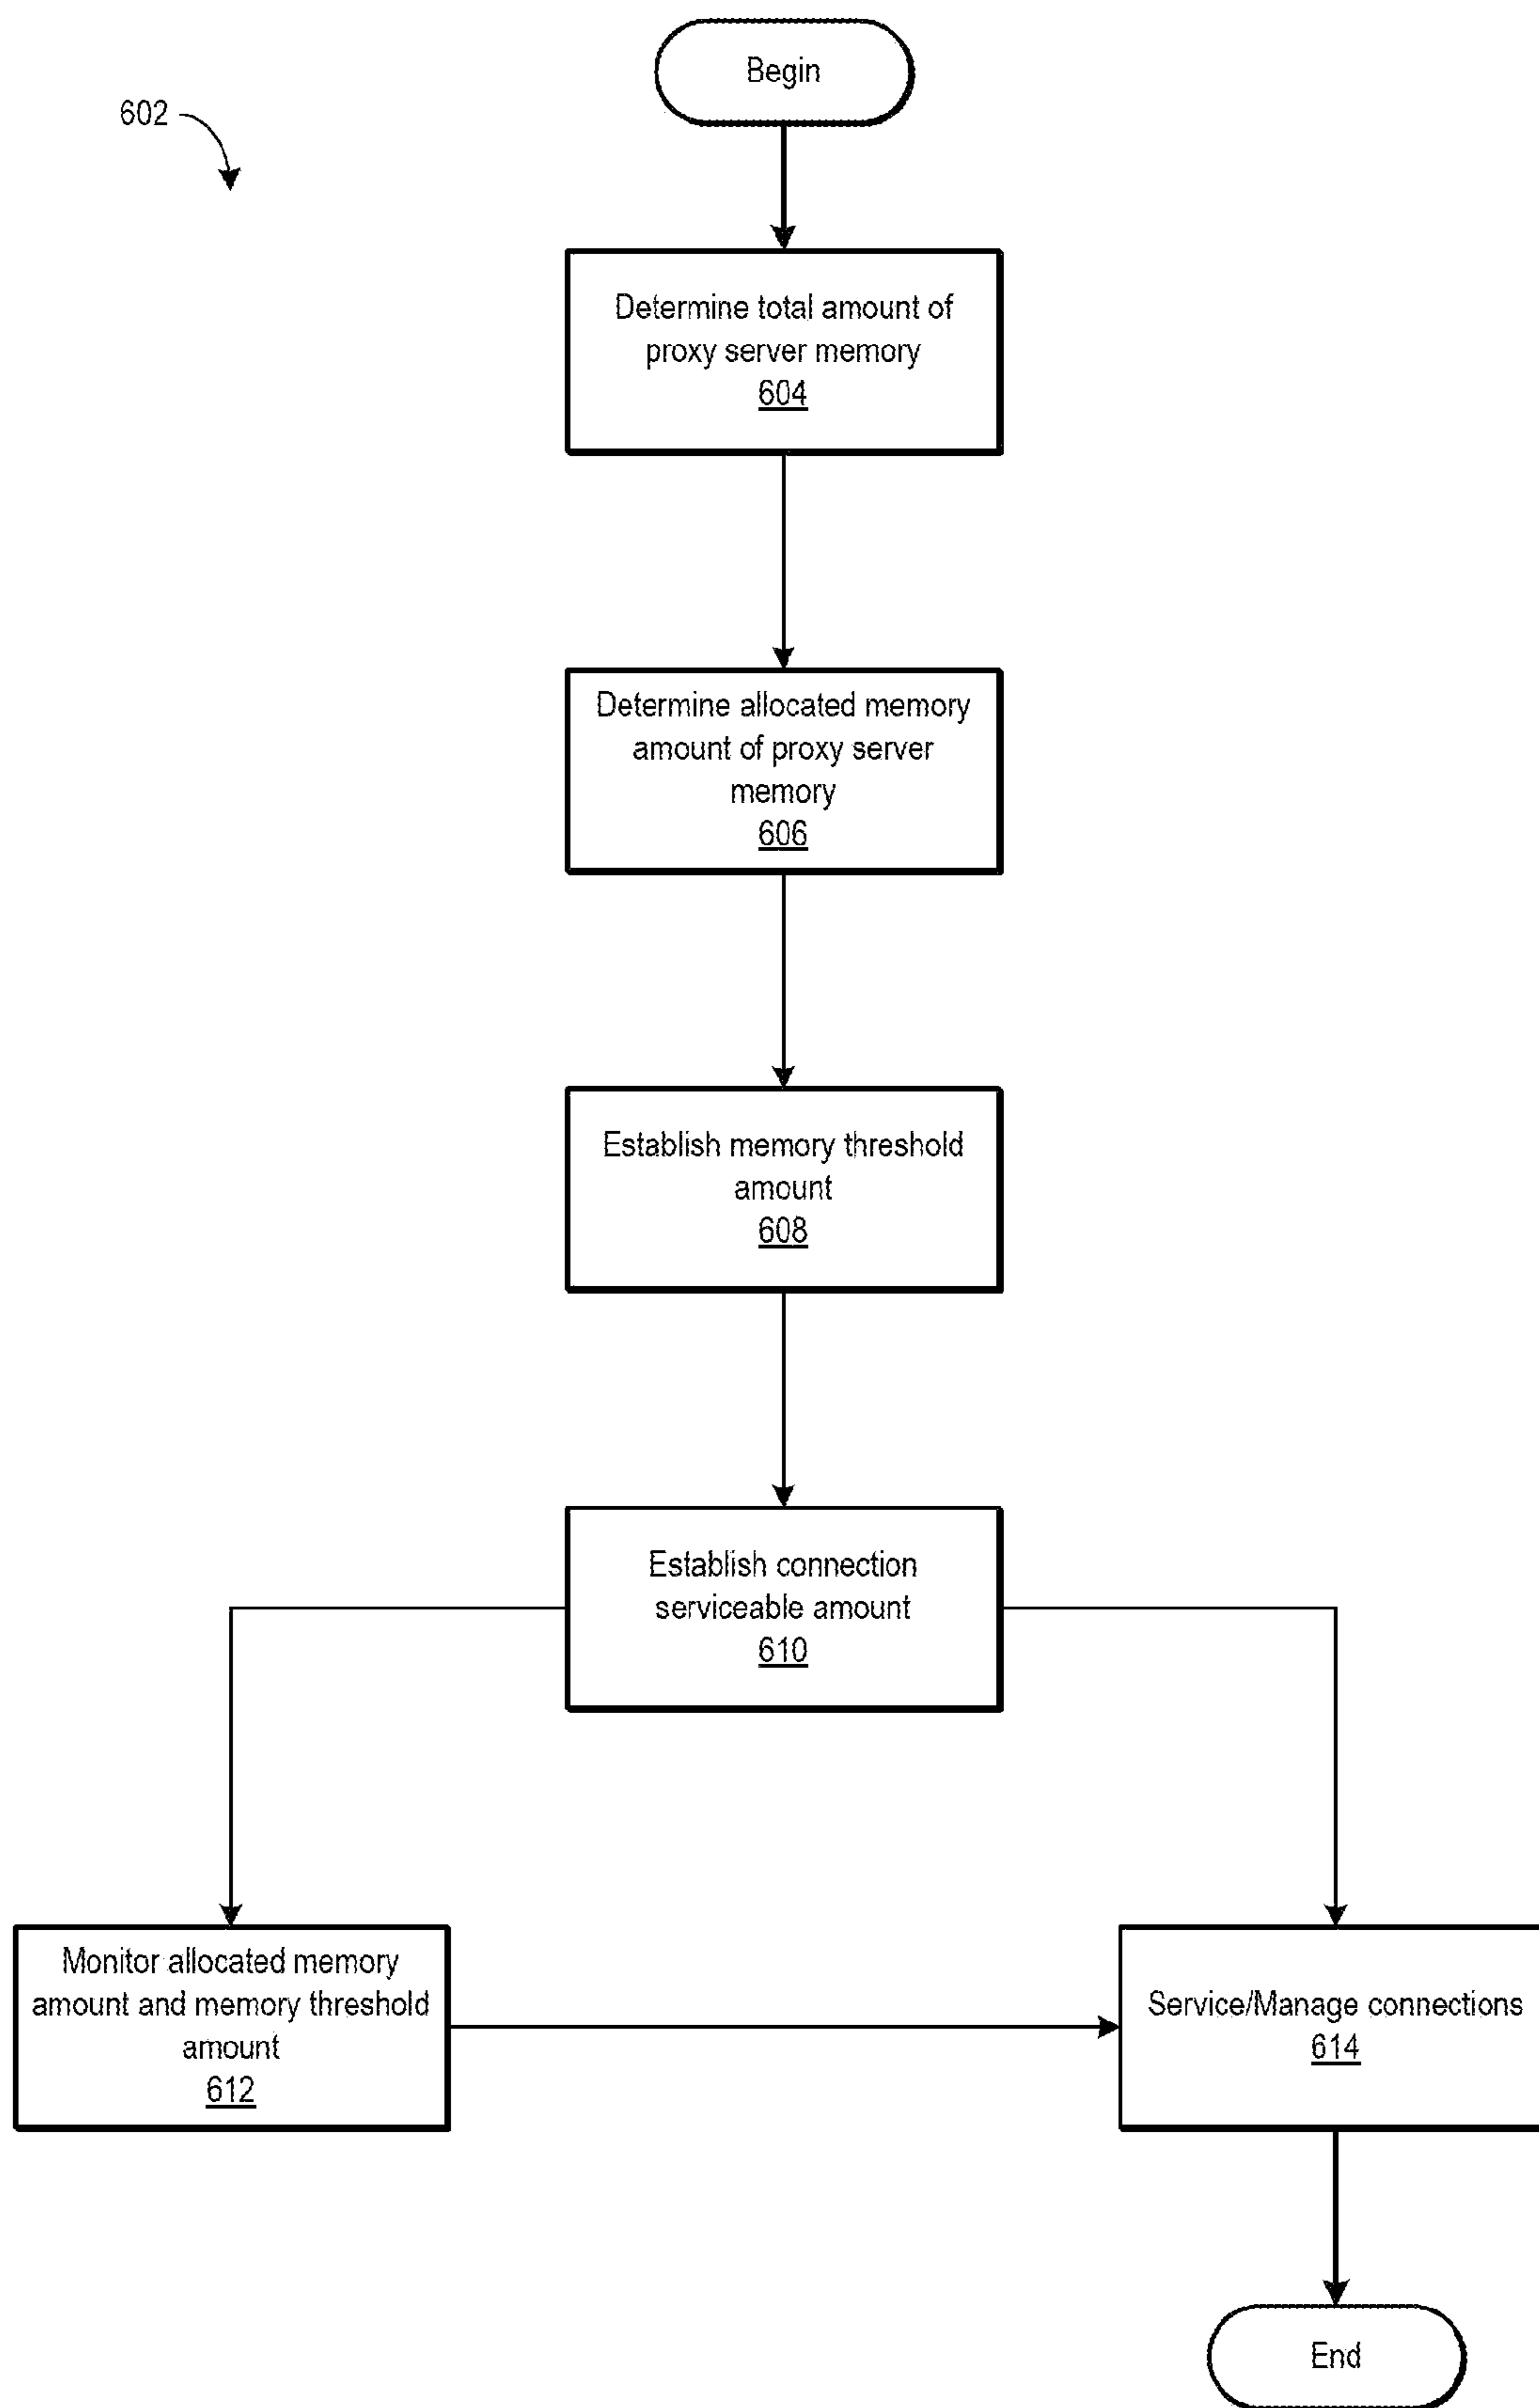 Begin
602
Determine total amount of
proxy server memory
604
Determine allocated memory
amount of proxy server
memory
606
Establish memory threshold
amount
608
Establish connection
serviceable amount
610
Monitor allocated memory
amount and memory threshold
amount
612
Service/Manage connections
614
End